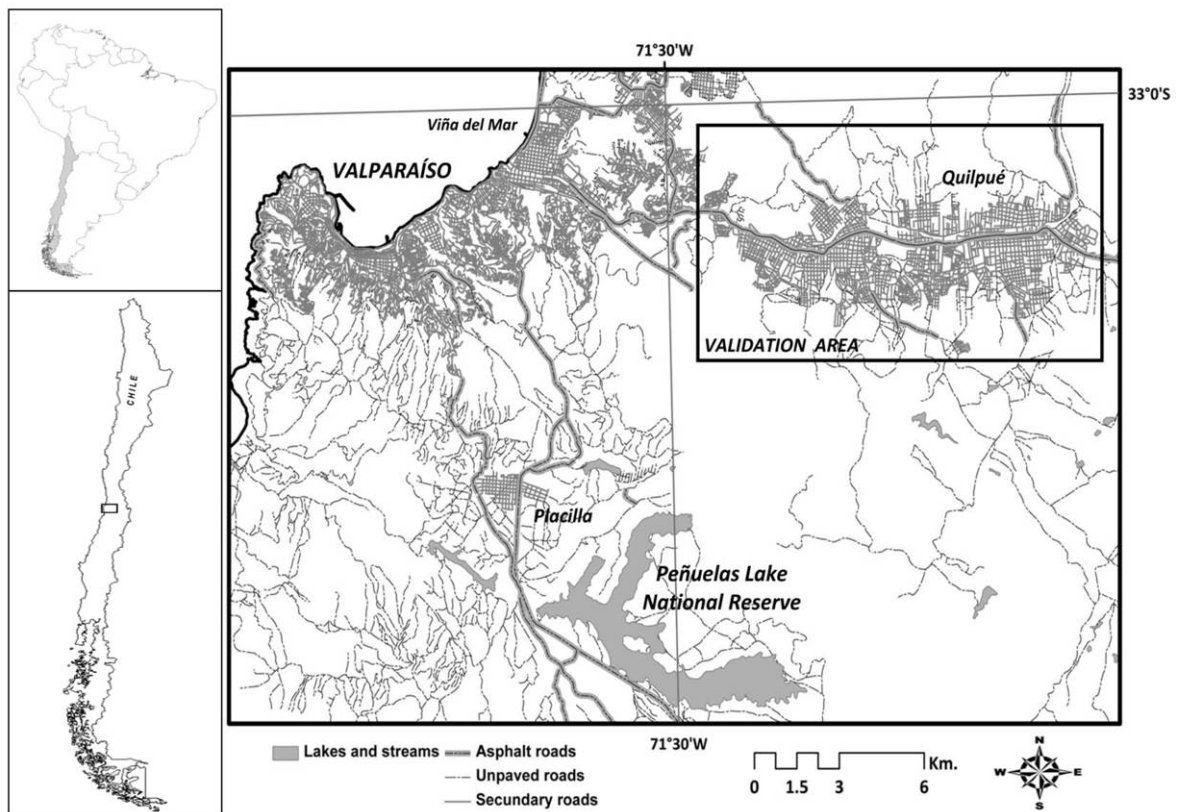 71°30'W
33°0'S
Viña del Mar
VALPARAÍSO
Quilpué
VALIDATION AREA
CHILE
Placilla
Peñuelas Lake
National Reserve
71°30'W
Lakes and streams
Asphalt roads
Unpaved roads
Secundary roads
Km.
0 1.5 3 6
N
W E
S